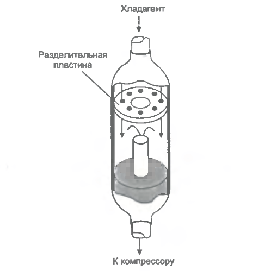 Хладагент
Разделительная
пластина
К компрессору